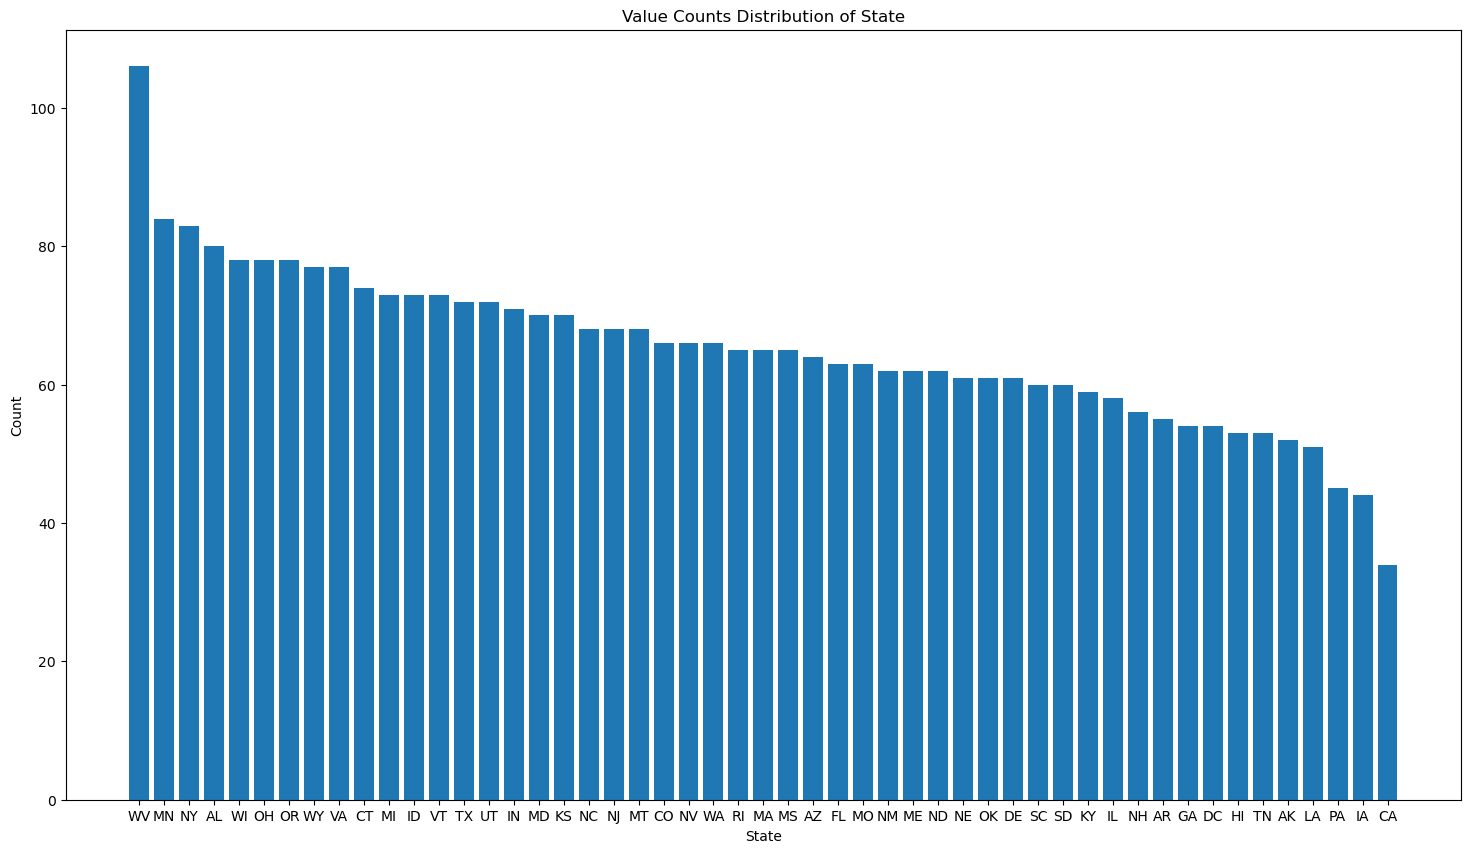 Value Counts Distribution of State
Count
100
80
60
40
20
0
WV MN NY AL WI OH OR WY VA CT MI ID VT TX UT IN MD KS NC NJ MT CO NV WA RI MA MS AZ FL MO NM ME ND NE OK DE SC SD KY IL NH AR GA DC HI TN AK LA PA IA CA
State